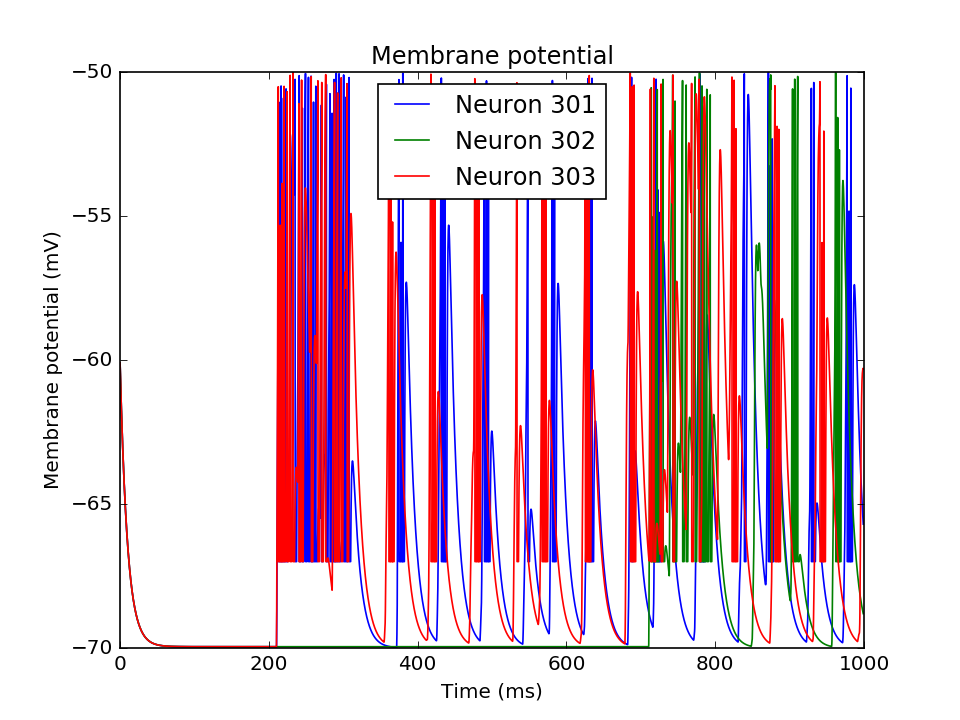 Membrane potential
Neuron 301
Neuron 302
Neuron 303
Membrane potential (mV)
−50
−55
−60
−65
−70
0 200 400 600 800 1000
Time (ms)